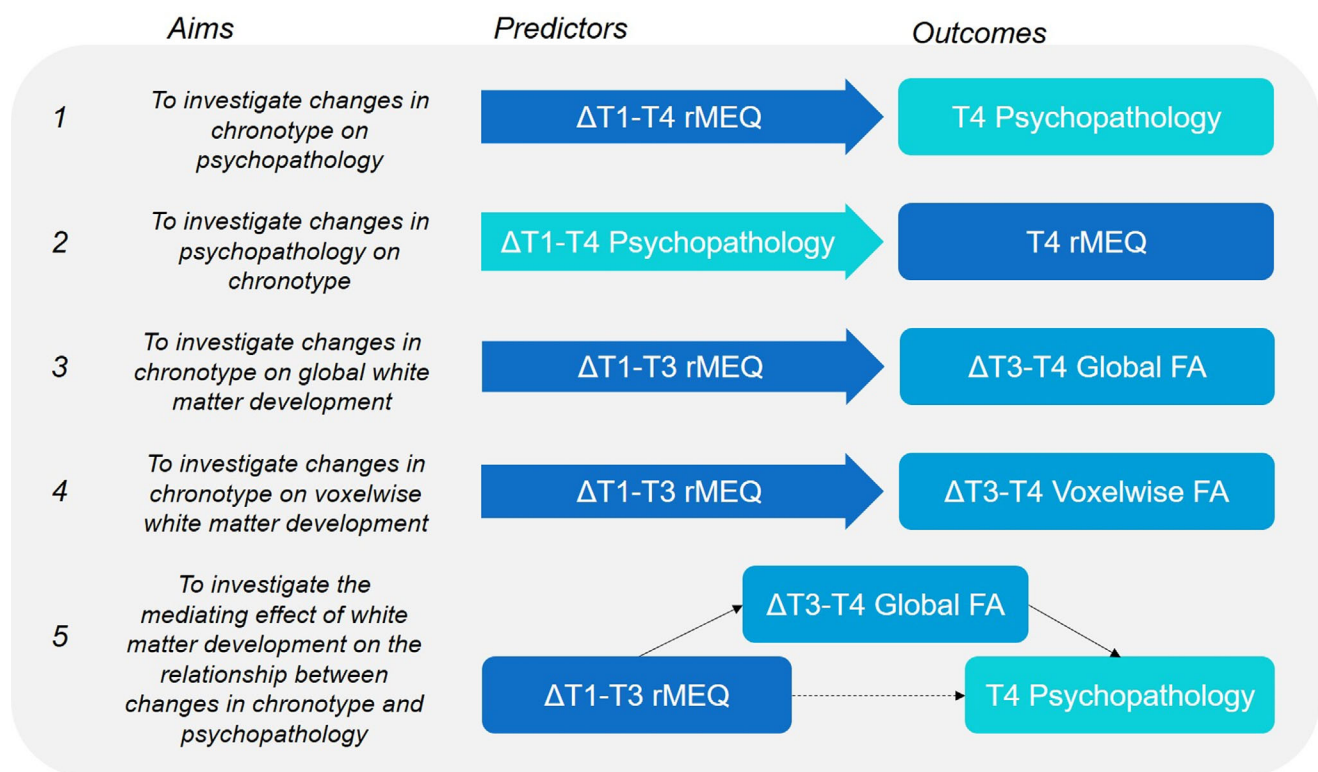 Aims
Predictors
Outcomes
1
To investigate changes in
chronotype on
psychopathology
ΔT1-T4 rMEQ
T4 Psychopathology
2
To investigate changes in
psychopathology on
chronotype
ΔT1-T4 Psychopathology
T4 rMEQ
3
To investigate changes in
chronotype on global white
matter development
ΔT1-T3 rMEQ
ΔT3-T4 Global FA
4
To investigate changes in
chronotype on voxelwise
white matter development
ΔT1-T3 rMEQ
ΔT3-T4 Voxelwise FA
5
To investigate the
mediating effect of white
matter development on the
relationship between
changes in chronotype and
psychopathology
ΔT3-T4 Global FA
ΔT1-T3 rMEQ
T4 Psychopathology